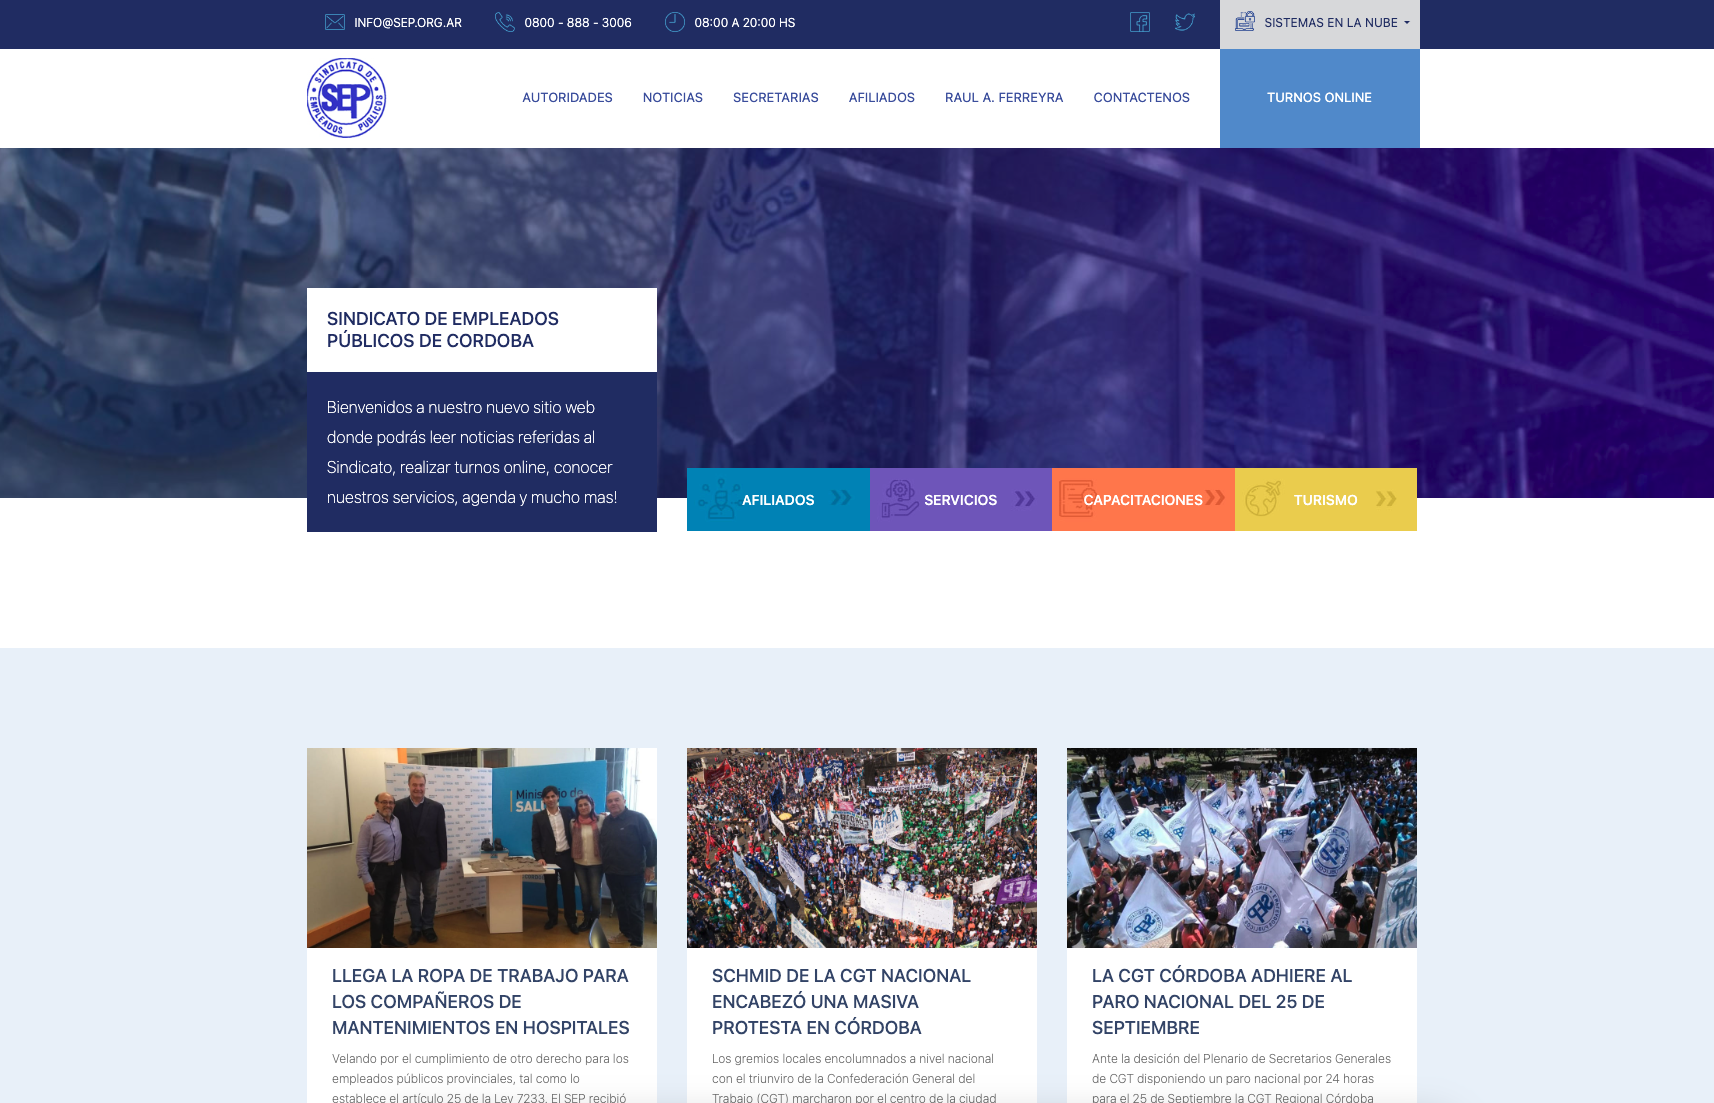 INFO@SEP.ORG.AR
0800 - 888 - 3006
08:00 A 20:00 HS
SISTEMAS EN LA NUBE
SINDICATO DE
SEP
EMPLEADOS PUBLICOS
AUTORIDADES
NOTICIAS
SECRETARIAS
AFILIADOS
RAUL A. FERREYRA
CONTACTENOS
TURNOS ONLINE
SEP
SINDICATO DE EMPLEADOS
PÚBLICOS DE CORDOBA
Bienvenidos a nuestro nuevo sitio web
donde podrás leer noticias referidas al
Sindicato, realizar turnos online, conocer
nuestros servicios, agenda y mucho mas!
AFILIADOS
SERVICIOS
CAPACITACIONES
TURISMO
Ministerio de
SALUD
LLEGA LA ROPA DE TRABAJO PARA
LOS COMPAÑEROS DE
MANTENIMIENTOS EN HOSPITALES
Velando por el cumplimiento de otro derecho para los
empleados públicos provinciales, tal como lo
establece el artículo 25 de la Ley 7233. El SEP recibió
SCHMID DE LA CGT NACIONAL
ENCABEZÓ UNA MASIVA
PROTESTA EN CÓRDOBA
Los gremios locales encolumnados a nivel nacional
con el triunviro de la Confederación General del
Trabajo (CGT) marcharon por el centro de la ciudad
SEP
LA CGT CÓRDOBA ADHIERE AL
PARO NACIONAL DEL 25 DE
SEPTIEMBRE
Ante la desición del Plenario de Secretarios Generales
de CGT disponiendo un paro nacional por 24 horas
para el 25 de Septiembre la CGT Regional Córdoba